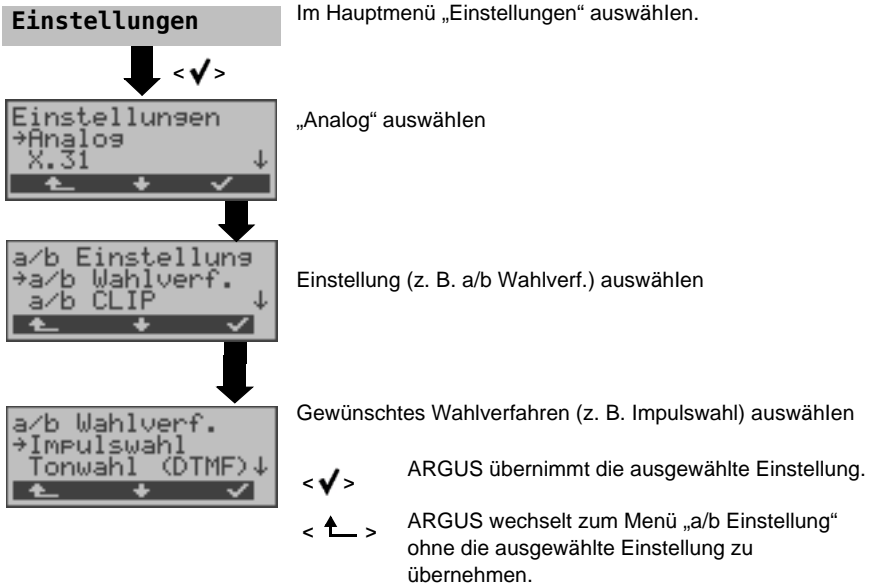 Einstellungen
Im Hauptmenü „Einstellungen“ auswählen.
<✓>
Einstellungen
→Analog
X.31 ↓
„Analog“ auswählen
a/b Einstellung
→a/b Wahlverf.
a/b CLIP ↓
Einstellung (z. B. a/b Wahlverf.) auswählen
a/b Wahlverf.
→Impulswahl
Tonwahl (DTMF)↓
Gewünschtes Wahlverfahren (z. B. Impulswahl) auswählen
<✓> ARGUS übernimmt die ausgewählte Einstellung.
< > ARGUS wechselt zum Menü „a/b Einstellung“
ohne die ausgewählte Einstellung zu
übernehmen.